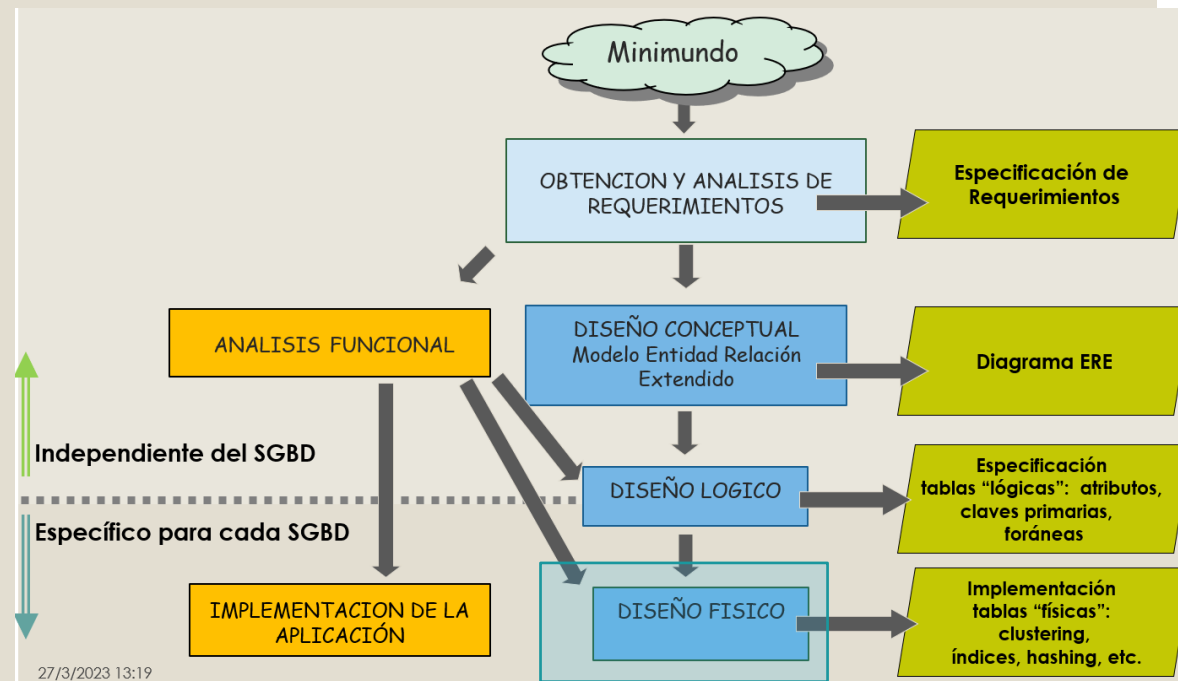 Minimundo
OBTENCION Y ANALISIS DE
REQUERIMIENTOS
Especificación de
Requerimientos
ANALISIS FUNCIONAL
DISEÑO CONCEPTUAL
Modelo Entidad Relación
Extendido
Diagrama ERE
Independiente del SGBD
DISEÑO LOGICO
Especificación
tablas “lógicas”: atributos,
claves primarias,
foráneas
Específico para cada SGBD
IMPLEMENTACION DE LA
APLICACIÓN
DISEÑO FISICO
Implementación
tablas “físicas”:
clustering,
índices, hashing, etc.
27/3/2023 13:19